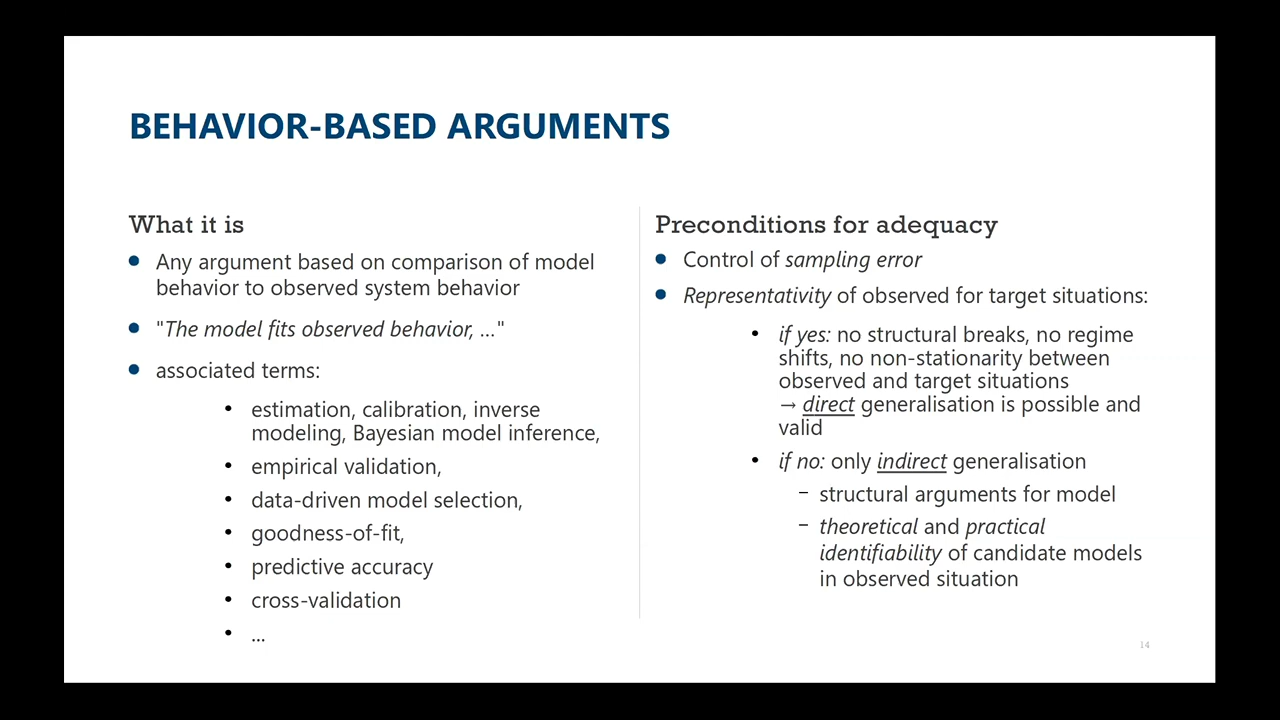 BEHAVIOR-BASED ARGUMENTS
What it is
• Any argument based on comparison of model
behavior to observed system behavior
• "The model fits observed behavior, ..."
• associated terms:
• estimation, calibration, inverse
modeling, Bayesian model inference,
• empirical validation,
• data-driven model selection,
• goodness-of-fit,
• predictive accuracy
• cross-validation
• ...
Preconditions for adequacy
• Control of sampling error
• Representativity of observed for target situations:
• if yes: no structural breaks, no regime
shifts, no non-stationarity between
observed and target situations
→ direct generalisation is possible and
valid
• if no: only indirect generalisation
− structural arguments for model
− theoretical and practical
identifiability of candidate models
in observed situation
14